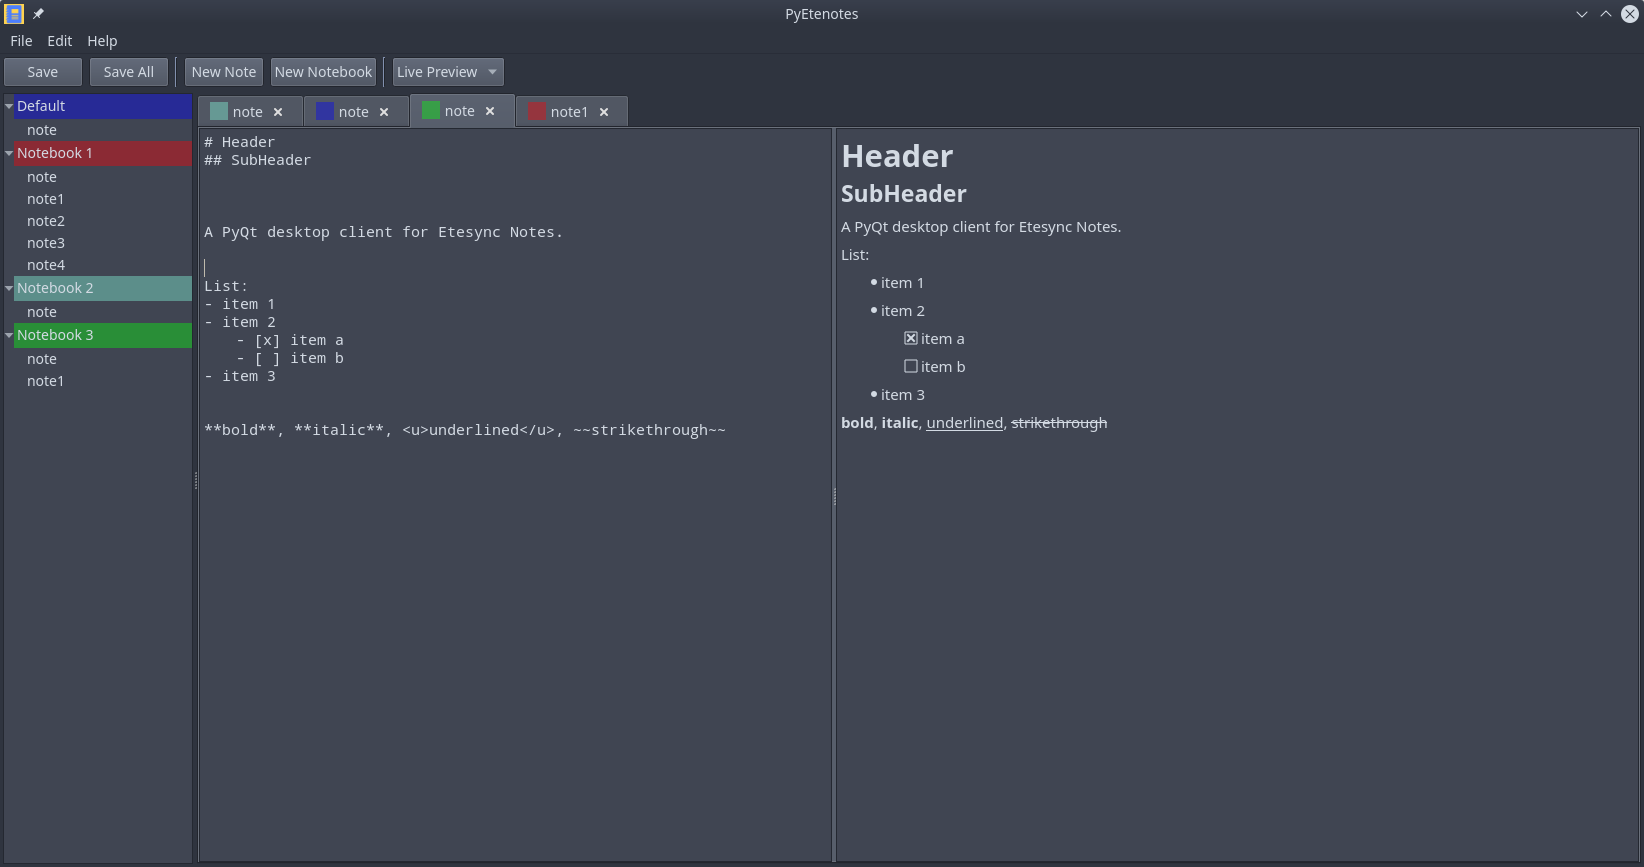 PyEtenotes
File Edit Help
Save Save All New Note New Notebook Live Preview
Default
note
Notebook 1
note
note1
note2
note3
note4
Notebook 2
note
Notebook 3
note
note1
note note note note1
# Header
## SubHeader
A PyQt desktop client for Etesync Notes.
List:
- item 1
- item 2
- [x] item a
- [ ] item b
- item 3
**bold**, **italic**, <u>underlined</u>, ~~strikethrough~~
Header
SubHeader
A PyQt desktop client for Etesync Notes.
List:
• item 1
• item 2
☒ item a
☐ item b
• item 3
bold, italic, underlined, strikethrough